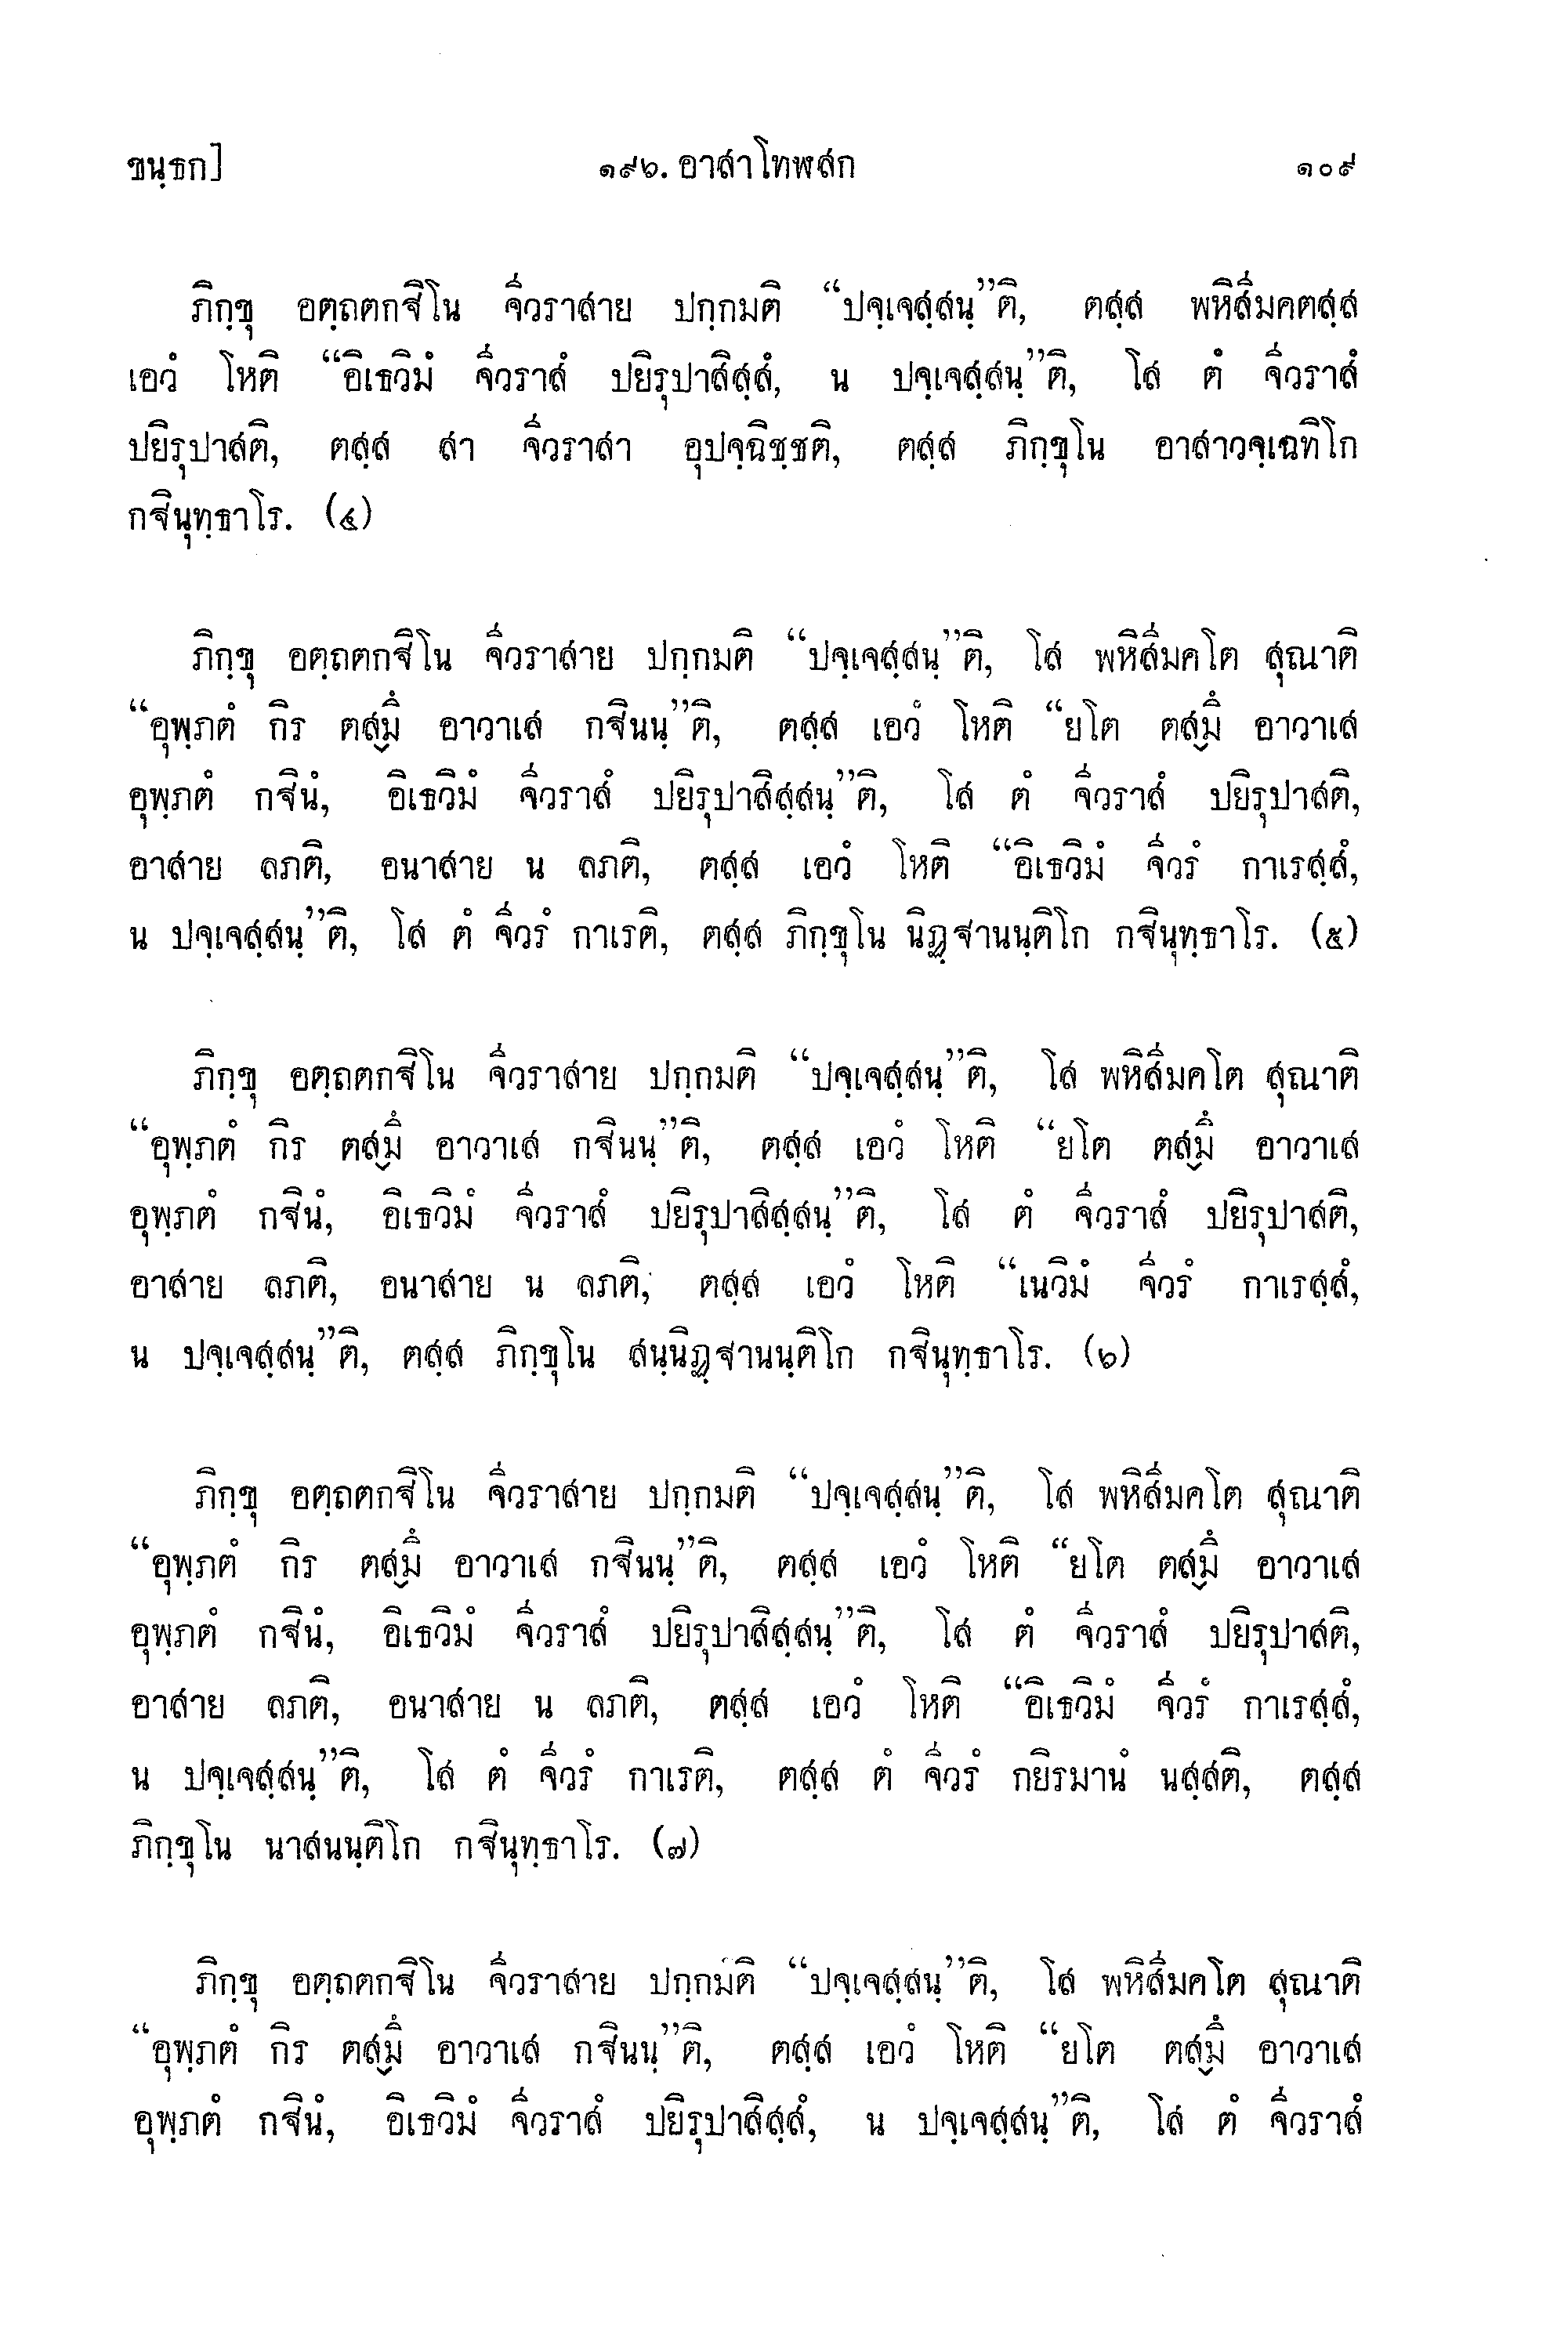 ขนฺธก] ๑๙๖. อาสาโทฬสก ๑๐๙
ภิกฺขุ อตฺถตกฐิโน จีวราสาย ปกฺกมติ “ปจฺเจสฺสนฺ”ติ, ตสฺส พหิสีมคตสฺส
เอวํ โหติ “อิเธวิมํ จีวราสํ ปยิรุปาสิสฺสํ, น ปจฺเจสฺสนฺ”ติ, โส ตํ จีวราสํ
ปยิรุปาสติ, ตสฺส สา จีวราสา อุปจฺฉิชฺชติ, ตสฺส ภิกฺขุโน อาสาวจฺเฉทิโก
กฐินุทฺธาโร. (๔)
ภิกฺขุ อตฺถตกฐิโน จีวราสาย ปกฺกมติ “ปจฺเจสฺสนฺ”ติ, โส พหิสีมคโต สุณาติ
“อุพฺภตํ กิร ตสฺมึ อาวาเส กฐินนฺ”ติ, ตสฺส เอวํ โหติ “ยโต ตสฺมึ อาวาเส
อุพฺภตํ กฐินํ, อิเธวิมํ จีวราสํ ปยิรุปาสิสฺสนฺ”ติ, โส ตํ จีวราสํ ปยิรุปาสติ,
อาสาย ลภติ, อนาสาย น ลภติ, ตสฺส เอวํ โหติ “อิเธวิมํ จีวรํ กาเรสฺสํ,
น ปจฺเจสฺสนฺ”ติ, โส ตํ จีวรํ กาเรติ, ตสฺส ภิกฺขุโน นิฏฺฐานนฺติโก กฐินุทฺธาโร. (๕)
ภิกฺขุ อตฺถตกฐิโน จีวราสาย ปกฺกมติ “ปจฺเจสฺสนฺ”ติ, โส พหิสีมคโต สุณาติ
“อุพฺภตํ กิร ตสฺมึ อาวาเส กฐินนฺ”ติ, ตสฺส เอวํ โหติ “ยโต ตสฺมึ อาวาเส
อุพฺภตํ กฐินํ, อิเธวิมํ จีวราสํ ปยิรุปาสิสฺสนฺ”ติ, โส ตํ จีวราสํ ปยิรุปาสติ,
อาสาย ลภติ, อนาสาย น ลภติ, ตสฺส เอวํ โหติ “เนวิมํ จีวรํ กาเรสฺสํ,
น ปจฺเจสฺสนฺ”ติ, ตสฺส ภิกฺขุโน สนฺนิฏฺฐานนฺติโก กฐินุทฺธาโร. (๖)
ภิกฺขุ อตฺถตกฐิโน จีวราสาย ปกฺกมติ “ปจฺเจสฺสนฺ”ติ, โส พหิสีมคโต สุณาติ
“อุพฺภตํ กิร ตสฺมึ อาวาเส กฐินนฺ”ติ, ตสฺส เอวํ โหติ “ยโต ตสฺมึ อาวาเส
อุพฺภตํ กฐินํ, อิเธวิมํ จีวราสํ ปยิรุปาสิสฺสนฺ”ติ, โส ตํ จีวราสํ ปยิรุปาสติ,
อาสาย ลภติ, อนาสาย น ลภติ, ตสฺส เอวํ โหติ “อิเธวิมํ จีวรํ กาเรสฺสํ,
น ปจฺเจสฺสนฺ”ติ, โส ตํ จีวรํ กาเรติ, ตสฺส ตํ จีวรํ กยิรมานํ นสฺสติ, ตสฺส
ภิกฺขุโน นาสนนฺติโก กฐินุทฺธาโร. (๗)
ภิกฺขุ อตฺถตกฐิโน จีวราสาย ปกฺกมติ “ปจฺเจสฺสนฺ”ติ, โส พหิสีมคโต สุณาติ
“อุพฺภตํ กิร ตสฺมึ อาวาเส กฐินนฺ”ติ, ตสฺส เอวํ โหติ “ยโต ตสฺมึ อาวาเส
อุพฺภตํ กฐินํ, อิเธวิมํ จีวราสํ ปยิรุปาสิสฺสํ, น ปจฺเจสฺสนฺ”ติ, โส ตํ จีวราสํ